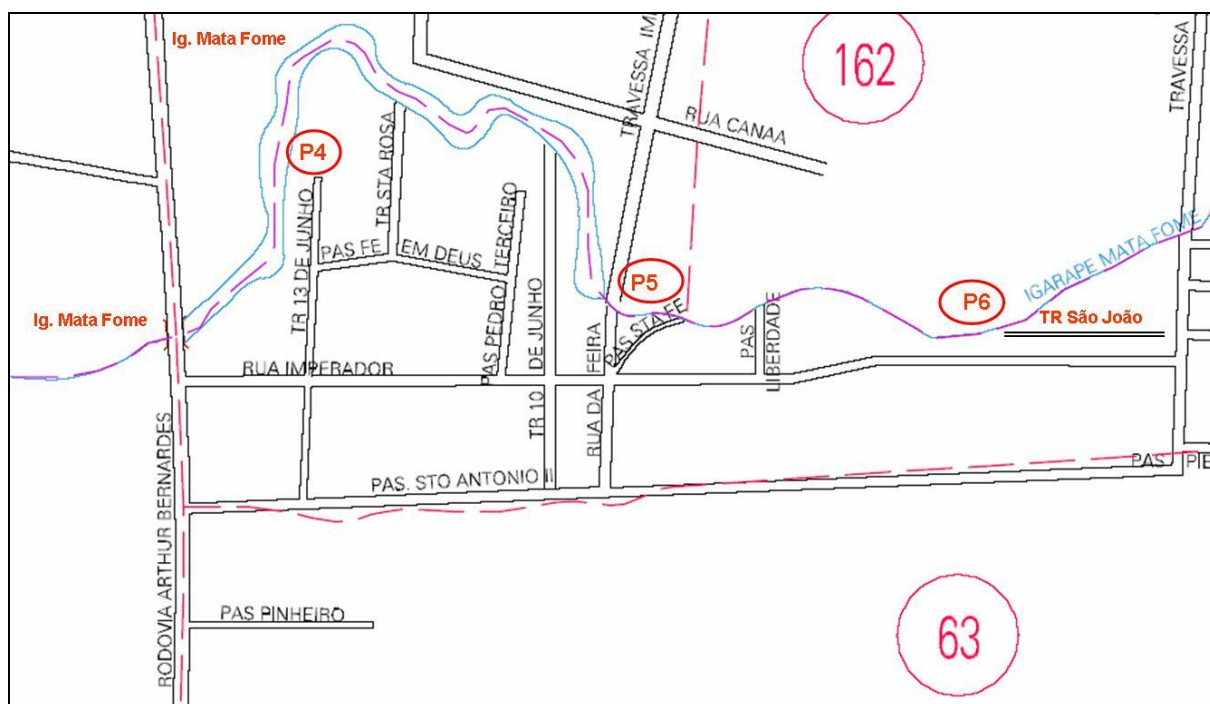 Ig. Mata Fome
162
TRAVESSA IM
TRAVESSA
RUA CANAA
P4
TR STA ROSA
TR 13 DE JUNHO
PAS FE
EM DEUS
PAS PEDRO TERCEIRO
TR 10 DE JUNHO
RUA DA FEIRA
P5
PAS STA FE
PAS LIBERDADE
P6
IGARAPE MATA FOME
TR São João
Ig. Mata Fome
RUA IMPERADOR
RODOVIA ARTHUR BERNARDES
PAS. STO ANTONIO II
PAS PIE
PAS PINHEIRO
63